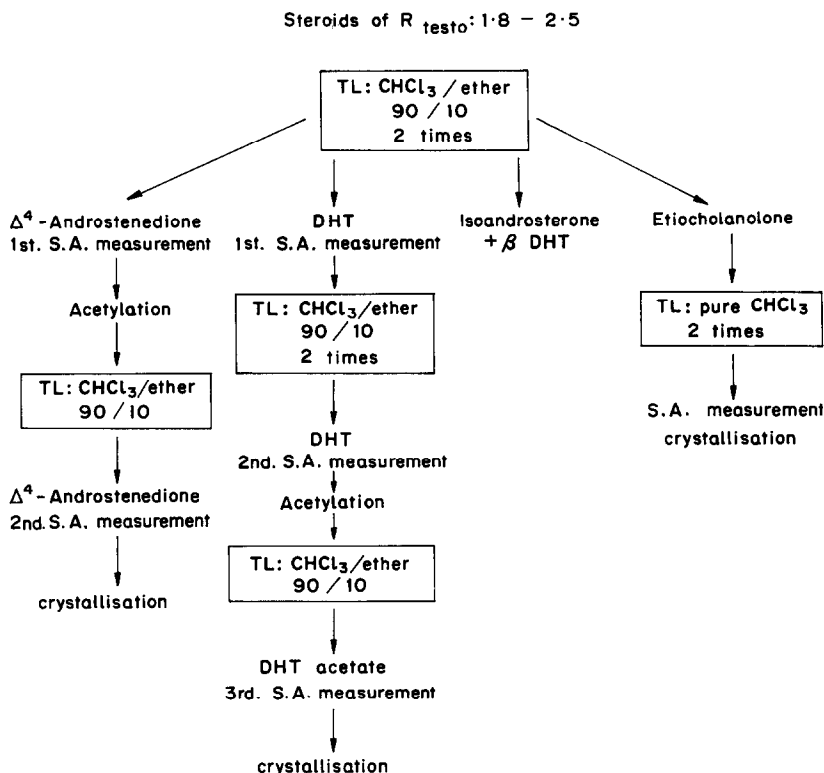 Steroids of R testo: 1·8 – 2·5
TL: CHCl3 / ether
90 / 10
2 times
Δ4-Androstenedione
1st. S.A. measurement
Acetylation
TL: CHCl3/ether
90 / 10
Δ4-Androstenedione
2nd. S.A. measurement
crystallisation
DHT
1st. S.A. measurement
TL: CHCl3/ether
90 / 10
2 times
DHT
2nd. S.A. measurement
Acetylation
TL: CHCl3/ether
90 / 10
DHT acetate
3rd. S.A. measurement
crystallisation
Isoandrosterone
+ β DHT
Etiocholanolone
TL: pure CHCl3
2 times
S.A. measurement
crystallisation